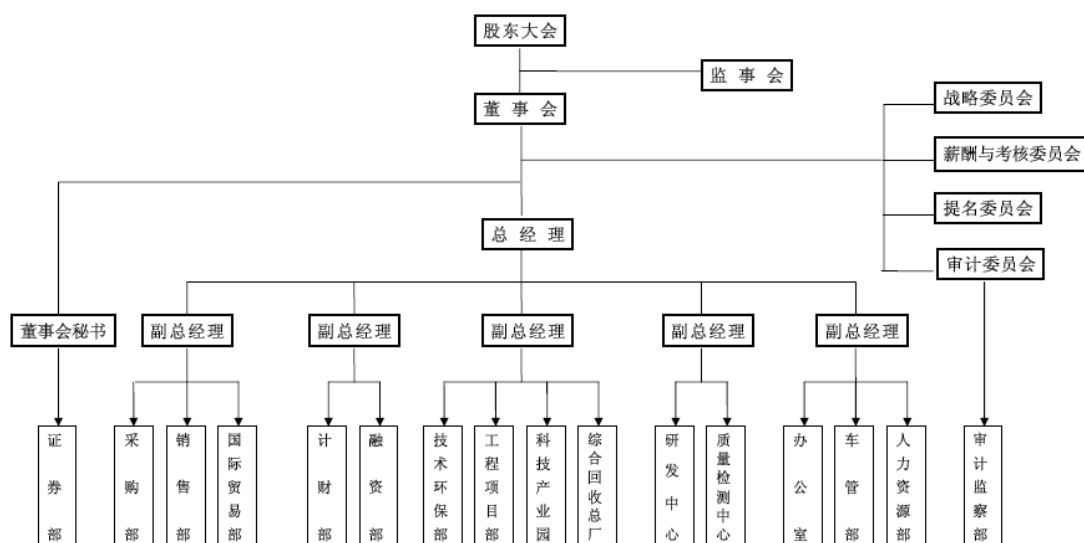 股东大会
监事会
董事会
战略委员会
薪酬与考核委员会
提名委员会
总经理
审计委员会
董事会秘书
副总经理
副总经理
副总经理
副总经理
副总经理
证券部
采购部
销售部
国际贸易部
计财部
融资部
技术环保部
工程项目部
科技产业园
综合回收总厂
研发中心
质量检测中心
办公室
车管部
人力资源部
审计监察部